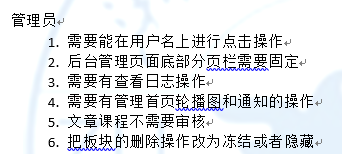 管理员
1. 需要能在用户名上进行点击操作
2. 后台管理页面底部分页栏需要固定
3. 需要有查看日志操作
4. 需要有管理首页轮播图和通知的操作
5. 文章课程不需要审核
6. 把板块的删除操作改为冻结或者隐藏